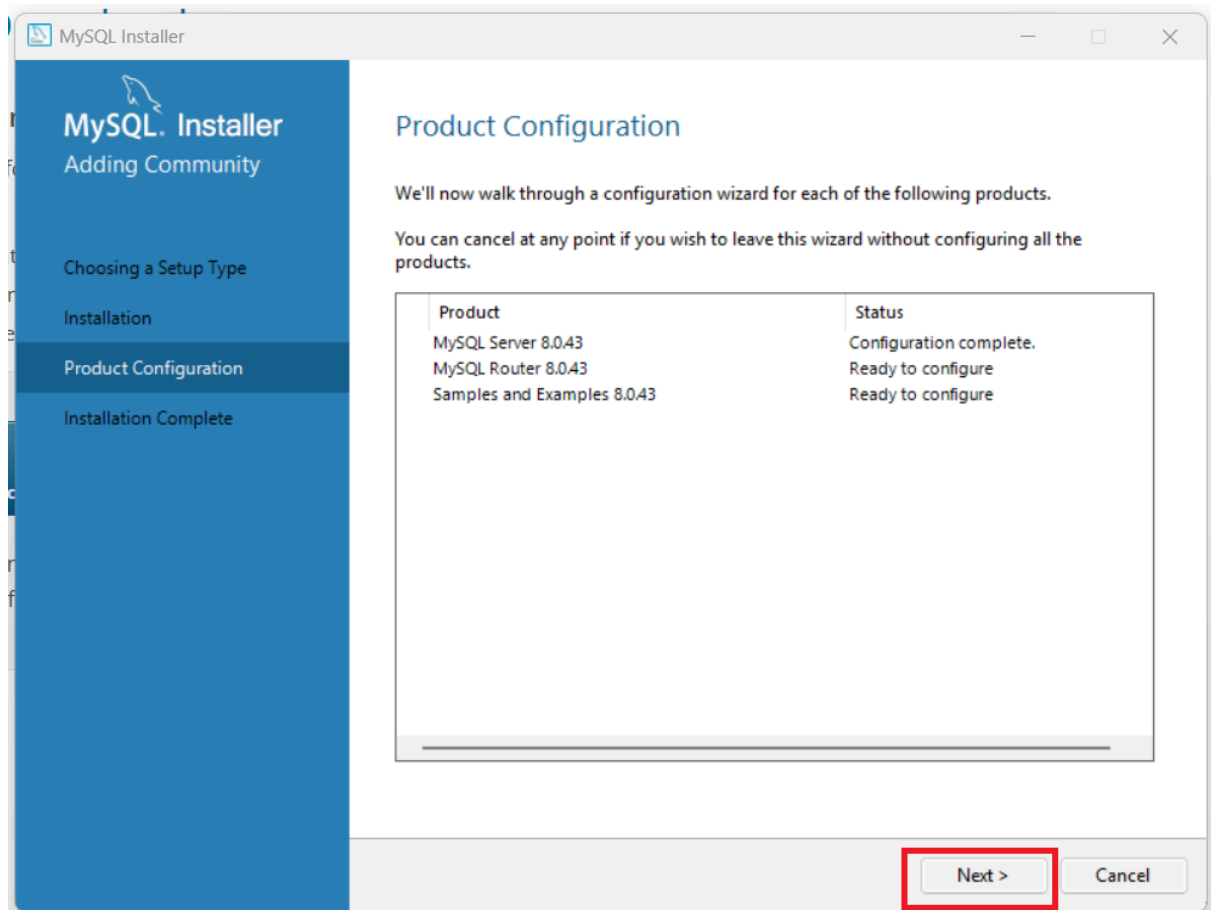 MySQL Installer
MySQL. Installer
Adding Community
Choosing a Setup Type
Installation
Product Configuration
Installation Complete
Product Configuration
We'll now walk through a configuration wizard for each of the following products.
You can cancel at any point if you wish to leave this wizard without configuring all the
products.
Product Status
MySQL Server 8.0.43 Configuration complete.
MySQL Router 8.0.43 Ready to configure
Samples and Examples 8.0.43 Ready to configure
Next > Cancel